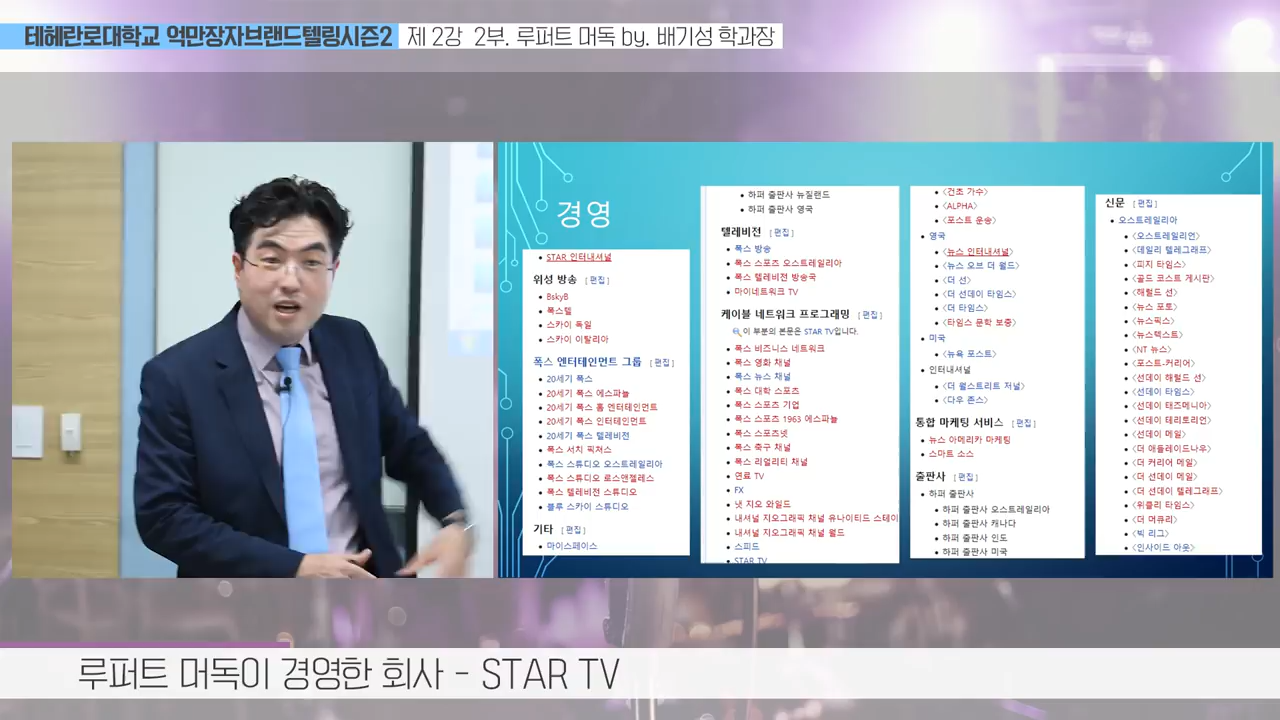 테헤란로대학교 억만장자브랜드텔링시즌2 제 2강 2부. 루퍼트 머독 by. 배기성 학과장
경영
STAR 인터내셔널
위성 방송 [편집]
BskyB
폭스텔
스카이 독일
스카이 이탈리아
폭스 엔터테인먼트 그룹 [편집]
20세기 폭스
20세기 폭스 에스파뇰
20세기 폭스 홈 엔터테인먼트
20세기 폭스 인터테인먼트
20세기 폭스 텔레비전
폭스 서치 픽쳐스
폭스 스튜디오 오스트레일리아
폭스 스튜디오 로스앤젤레스
폭스 텔레비전 스튜디오
블루 스카이 스튜디오
기타 [편집]
마이스페이스
하퍼 출판사 뉴질랜드
하퍼 출판사 영국
텔레비전 [편집]
폭스 방송
폭스 스포츠 오스트레일리아
폭스 텔레비전 방송국
마이네트워크 TV
케이블 네트워크 프로그래밍 [편집]
이 부분의 본문은 STAR TV입니다.
폭스 비즈니스 네트워크
폭스 영화 채널
폭스 뉴스 채널
폭스 대학 스포츠
폭스 스포츠 기업
폭스 스포츠 1963 에스파뇰
폭스 스포츠넷
폭스 축구 채널
폭스 리얼리티 채널
연료 TV
FX
냇 지오 와일드
내셔널 지오그래픽 채널 유나이티드 스테이
내셔널 지오그래픽 채널 월드
스피드
STAR TV
〈건초 가수〉
〈ALPHA〉
〈포스트 운송〉
영국
〈뉴스 인터내셔널〉
〈뉴스 오브 더 월드〉
〈더 선〉
〈더 선데이 타임스〉
〈더 타임스〉
〈타임스 문학 보충〉
미국
〈뉴욕 포스트〉
인터내셔널
〈더 월스트리트 저널〉
〈다우 존스〉
통합 마케팅 서비스 [편집]
뉴스 아메리카 마케팅
스마트 소스
출판사 [편집]
하퍼 출판사
하퍼 출판사 오스트레일리아
하퍼 출판사 캐나다
하퍼 출판사 인도
하퍼 출판사 미국
신문 [편집]
오스트레일리아
〈오스트레일리언〉
〈데일리 텔레그래프〉
〈피지 타임스〉
〈골드 코스트 게시판〉
〈해럴드 선〉
〈뉴스 포토〉
〈뉴스픽스〉
〈뉴스텍스트〉
〈NT 뉴스〉
〈포스트-커리어〉
〈선데이 해럴드 선〉
〈선데이 타임스〉
〈선데이 태즈메니아〉
〈선데이 테리토리언〉
〈선데이 메일〉
〈더 애들레이드나우〉
〈더 커리어 메일〉
〈더 선데이 메일〉
〈더 선데이 텔레그래프〉
〈위클리 타임스〉
〈더 머큐리〉
〈빅 리그〉
〈인사이드 아웃〉
루퍼트 머독이 경영한 회사 - STAR TV